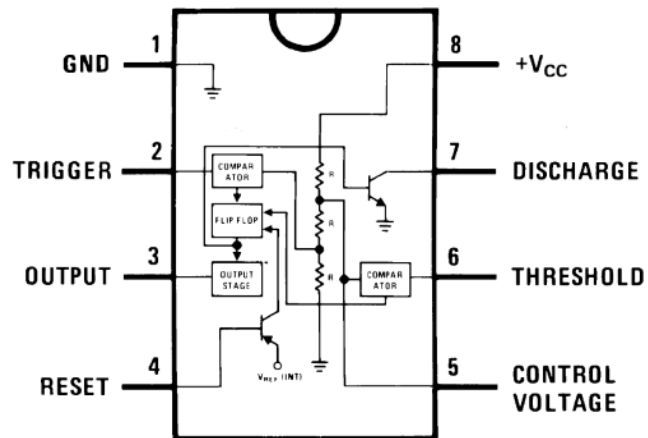 1
GND
8
+VCC
2
TRIGGER
7
DISCHARGE
COMPAR
ATOR
R
FLIP FLOP
R
3
OUTPUT
6
THRESHOLD
OUTPUT
STAGE
R
COMPAR
ATOR
4
RESET
VREF (INT)
5
CONTROL
VOLTAGE